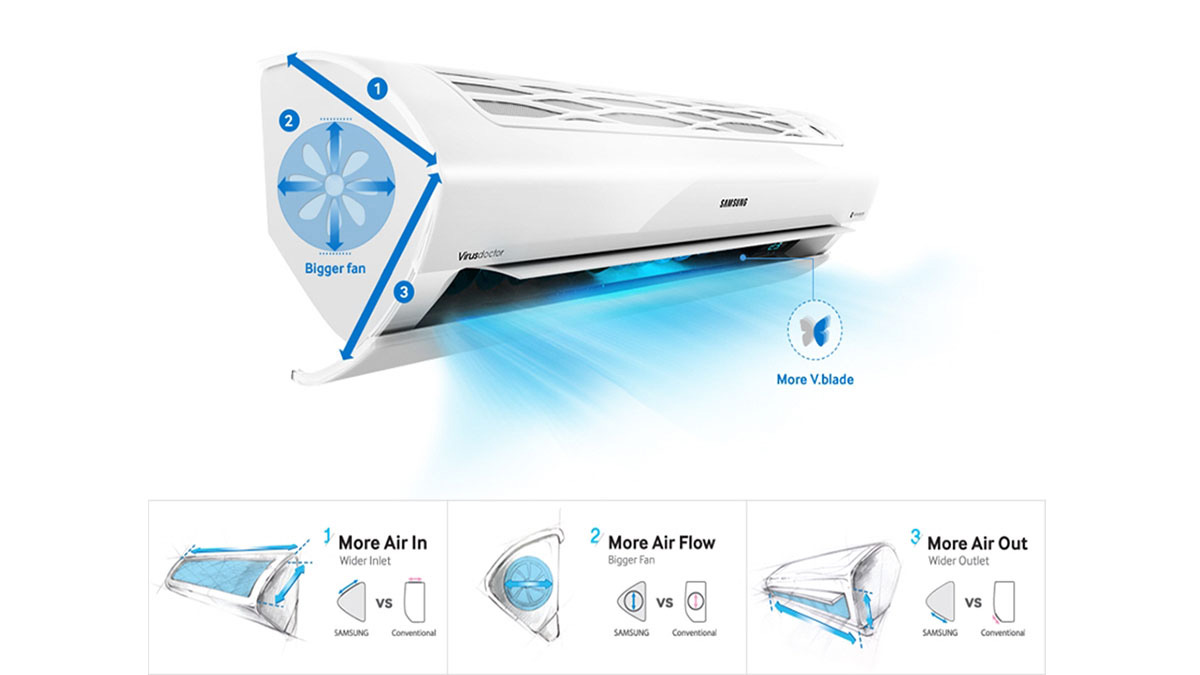 1
2
Bigger fan
3
SAMSUNG
Virusdoctor
More V.blade
1 More Air In
Wider Inlet
VS
SAMSUNG Conventional
2 More Air Flow
Bigger Fan
VS
SAMSUNG Conventional
3 More Air Out
Wider Outlet
VS
SAMSUNG Conventional